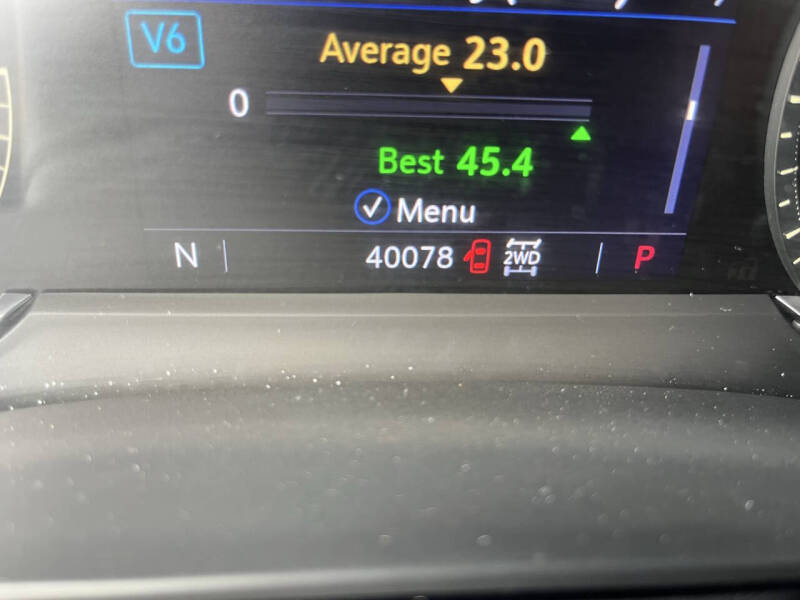 V6
Average 23.0
0
Best 45.4
Menu
N 40078 2WD P